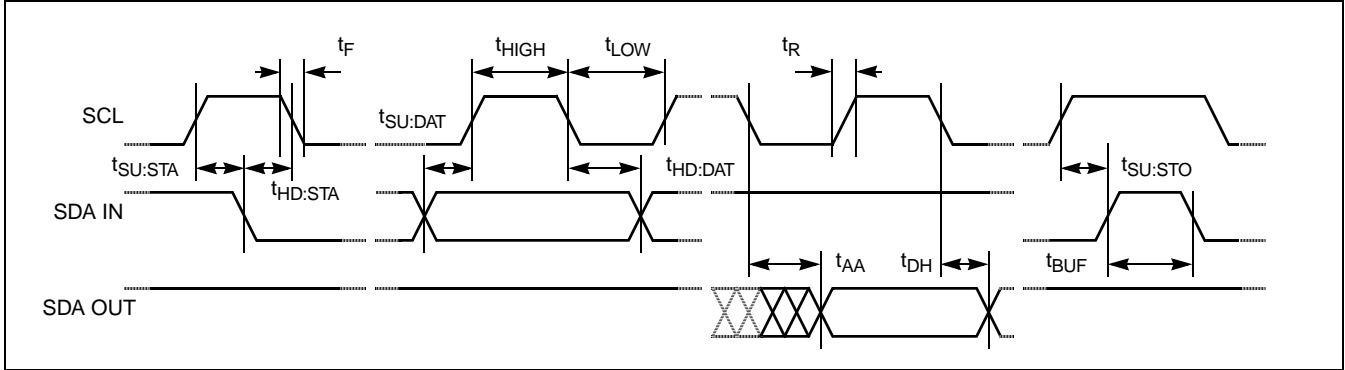 tF
tHIGH
tLOW
tR
SCL
tSU:DAT
tSU:STA
tHD:STA
tHD:DAT
tSU:STO
SDA IN
tAA
tDH
tBUF
SDA OUT